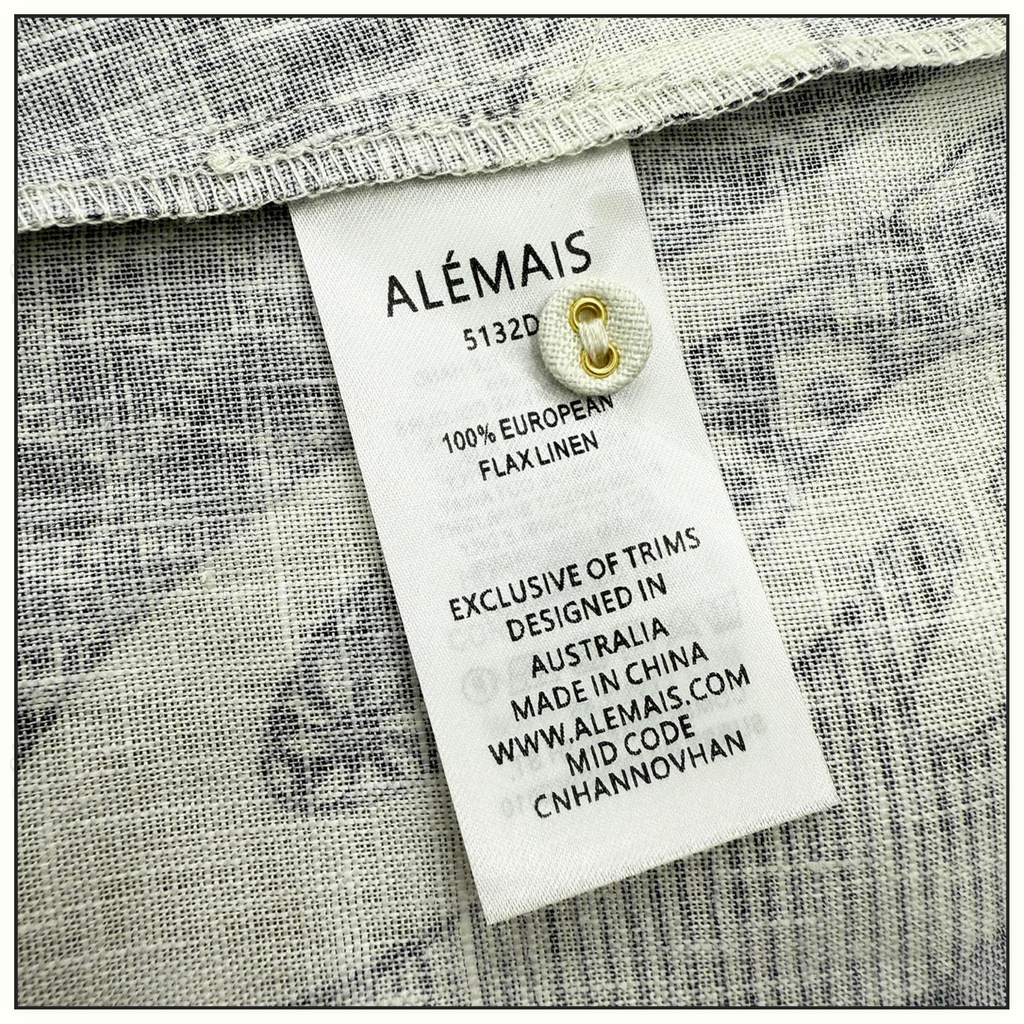 ALÉMAIS
5132D
100% EUROPEAN
FLAX LINEN
EXCLUSIVE OF TRIMS
DESIGNED IN
AUSTRALIA
MADE IN CHINA
WWW.ALEMAIS.COM
MID CODE
CNHANNOVHAN